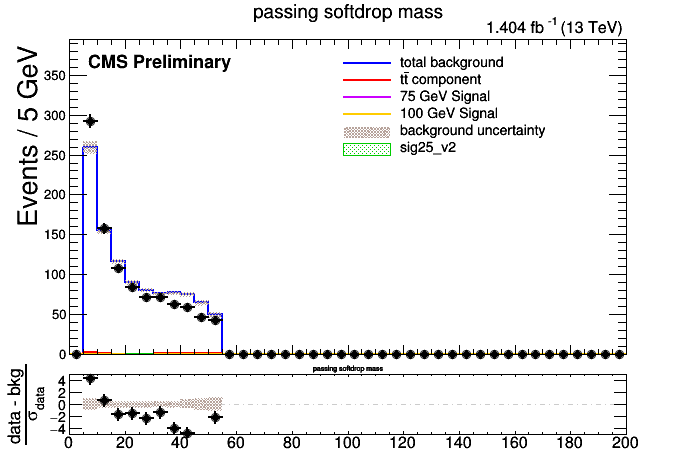 passing softdrop mass
1.404 fb⁻¹ (13 TeV)
CMS Preliminary
total background
tt̄ component
75 GeV Signal
100 GeV Signal
background uncertainty
sig25_v2
Events / 5 GeV
350
300
250
200
150
100
50
0
passing softdrop mass
data - bkg
σ data
4
2
0
−2
−4
0 20 40 60 80 100 120 140 160 180 200